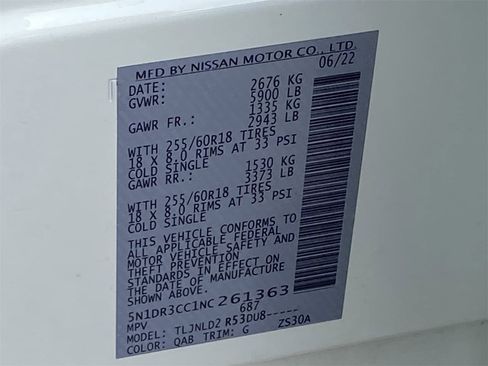 MFD BY NISSAN MOTOR CO., LTD.
DATE: 06/22
GVWR: 2676 KG
5900 LB
GAWR FR.: 1335 KG
2943 LB
WITH 255/60R18 TIRES
18 X 8.0 RIMS AT 33 PSI
COLD SINGLE
GAWR RR.: 1530 KG
3373 LB
WITH 255/60R18 TIRES
18 X 8.0 RIMS AT 33 PSI
COLD SINGLE
THIS VEHICLE CONFORMS TO
ALL APPLICABLE FEDERAL
MOTOR VEHICLE SAFETY AND
THEFT PREVENTION
STANDARDS IN EFFECT ON
THE DATE OF MANUFACTURE
SHOWN ABOVE.
5N1DR3CC1NC261363
MPV 687
MODEL: TLJNLD2 R53DU8-----
COLOR: QAB TRIM: G ZS30A